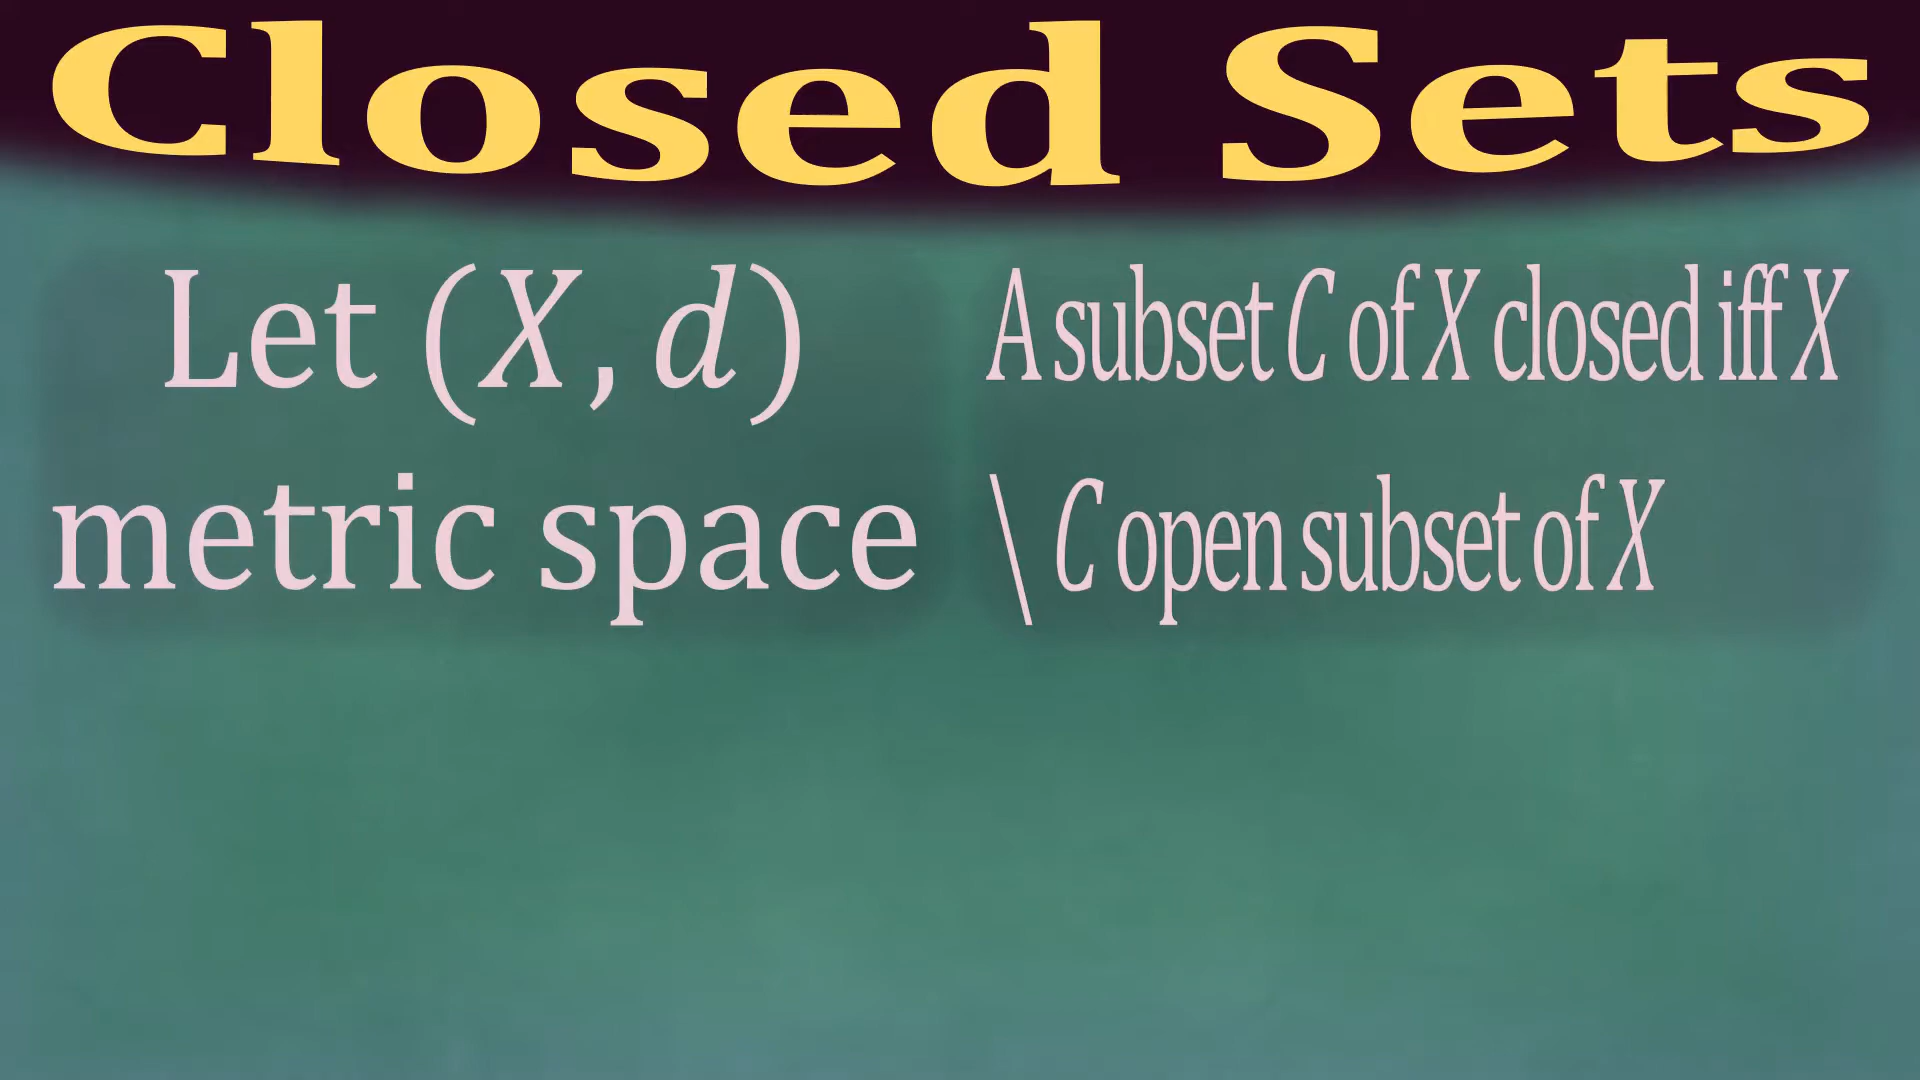 Closed Sets
Let (X, d)
metric space
A subset C of X closed iff X
\ C open subset of X